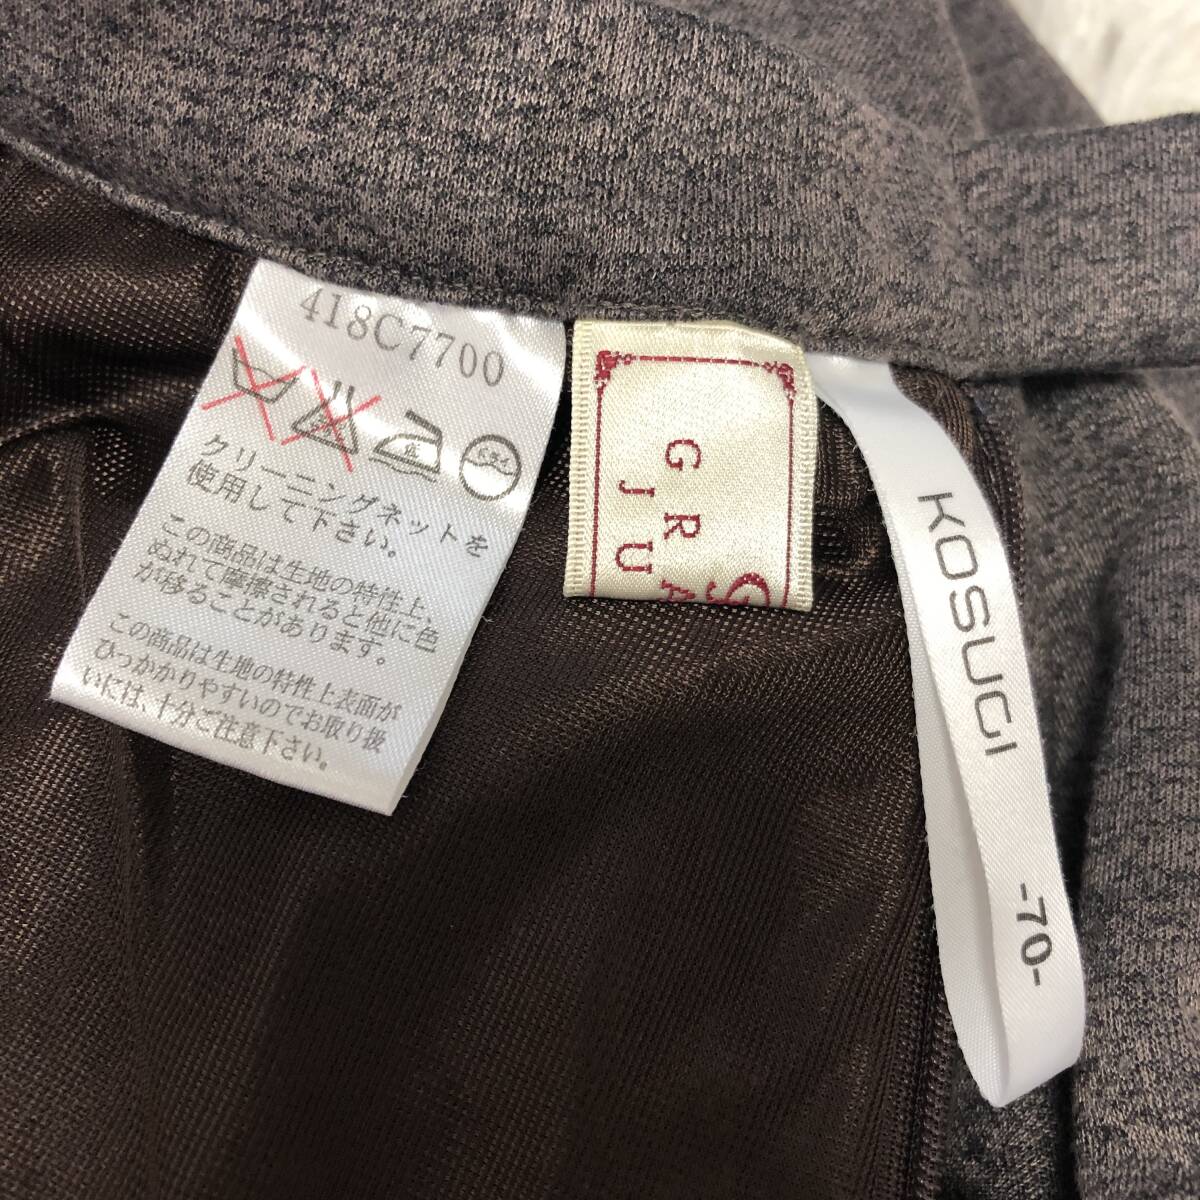 418C7700
クリーニングネットを
使用して下さい。
この商品は生地の特性上、
ぬれて摩擦されると他に色
が移ることがあります。
この商品は生地の特性上表面が
ひっかかりやすいのでお取り扱
いには、十分ご注意下さい。
G R A
J U
KOSUGI
-70-